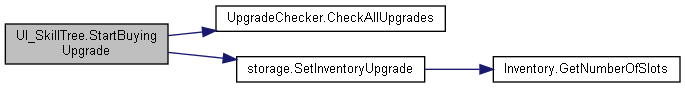 UI_SkillTree.StartBuying
Upgrade
UpgradeChecker.CheckAllUpgrades
storage.SetInventoryUpgrade
Inventory.GetNumberOfSlots